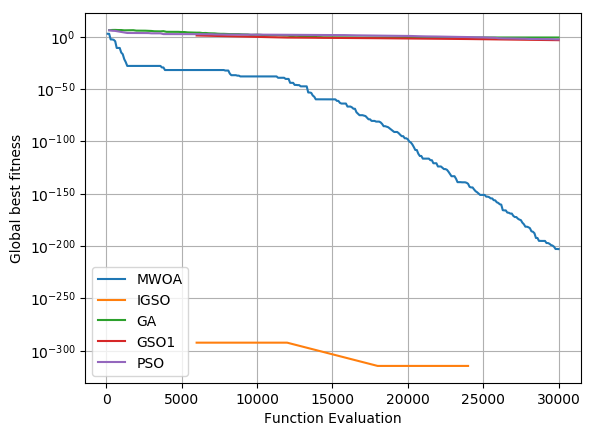 10^0
10^-50
10^-100
10^-150
10^-200
10^-250
10^-300
Global best fitness
MWOA
IGSO
GA
GSO1
PSO
0 5000 10000 15000 20000 25000 30000
Function Evaluation